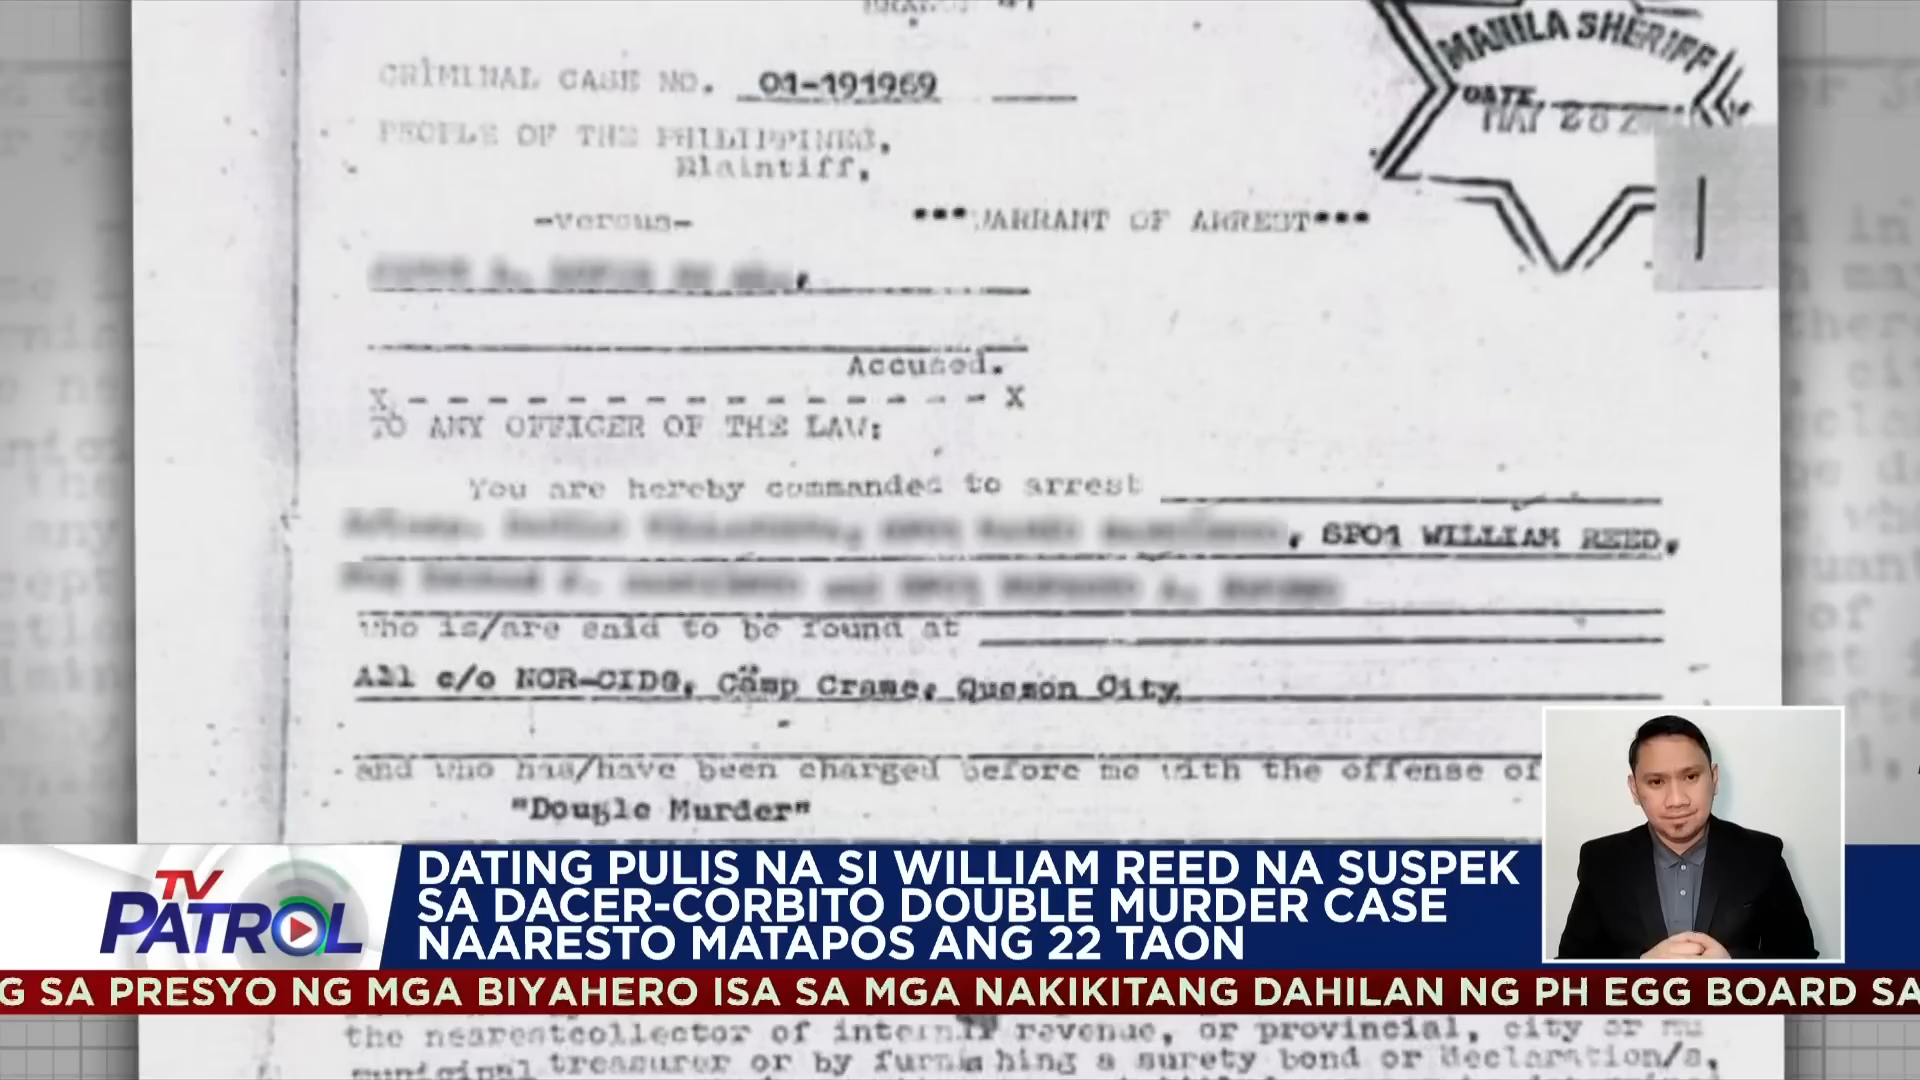 CRIMINAL CASE NO. 01-191969
MANILA SHERIFF
DATE
PEOPLE OF THE PHILIPPINES,
Plaintiff,
-versus-
***WARRANT OF ARREST***
Accused.
X - - - - - - - - - - - - - - - X
TO ANY OFFICER OF THE LAW:
You are hereby commanded to arrest
, SPO1 WILLIAM REED,
who is/are said to be found at
All c/o NCR-CIDG, Camp Crame, Quezon City
and who has/have been charged before me with the offense of
"Double Murder"
TV PATROL
DATING PULIS NA SI WILLIAM REED NA SUSPEK
SA DACER-CORBITO DOUBLE MURDER CASE
NAARESTO MATAPOS ANG 22 TAON
G SA PRESYO NG MGA BIYAHERO ISA SA MGA NAKIKITANG DAHILAN NG PH EGG BOARD SA
the nearestcollector of internal revenue, or provincial, city or mu
municipal treasurer or by furnishing a surety bond or declaration/s,